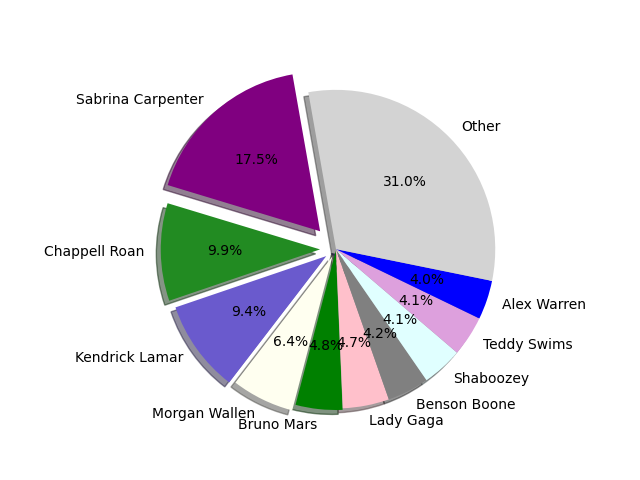 Sabrina Carpenter
17.5%
Other
31.0%
Chappell Roan
9.9%
Kendrick Lamar
9.4%
Morgan Wallen
6.4%
Bruno Mars
4.8%
Lady Gaga
4.7%
Benson Boone
4.2%
Shaboozey
4.1%
Teddy Swims
4.1%
Alex Warren
4.0%